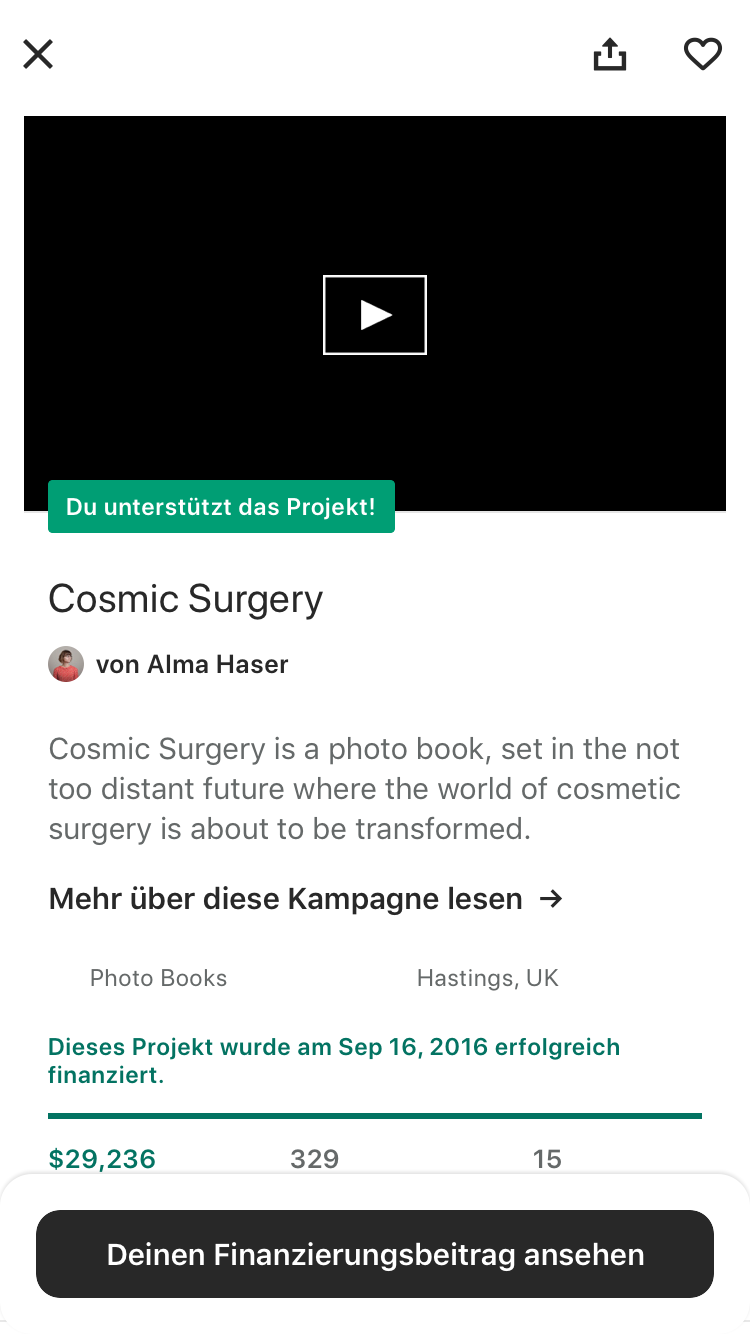 Du unterstützt das Projekt!
Cosmic Surgery
von Alma Haser
Cosmic Surgery is a photo book, set in the not
too distant future where the world of cosmetic
surgery is about to be transformed.
Mehr über diese Kampagne lesen →
Photo Books
Hastings, UK
Dieses Projekt wurde am Sep 16, 2016 erfolgreich
finanziert.
$29,236
329
15
Deinen Finanzierungsbeitrag ansehen